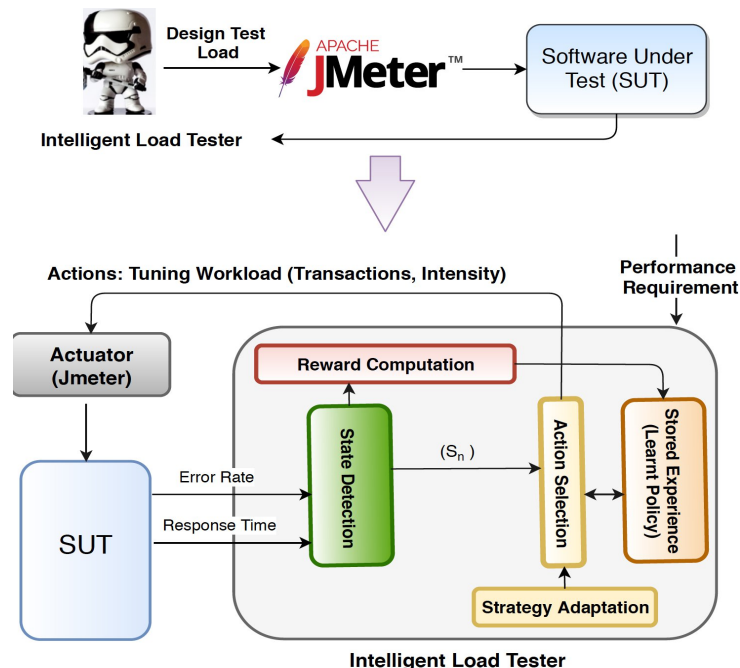 Design Test
Load
APACHE
JMeter™
Software Under
Test (SUT)
Intelligent Load Tester
Actions: Tuning Workload (Transactions, Intensity)
Performance
Requirement
Actuator
(Jmeter)
Reward Computation
State Detection
(Sn )
Action Selection
Stored Experience
(Learnt Policy)
Error Rate
Response Time
SUT
Strategy Adaptation
Intelligent Load Tester